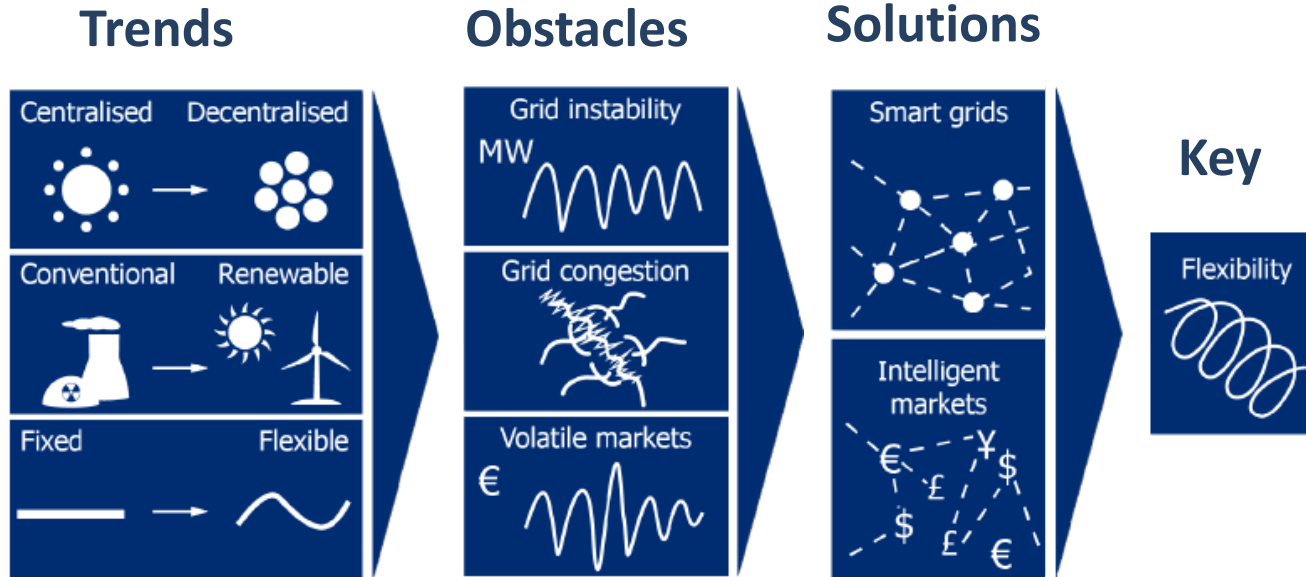 Trends
Centralised Decentralised
Conventional Renewable
Fixed Flexible
Obstacles
Grid instability
MW
Grid congestion
Volatile markets
€
Solutions
Smart grids
Intelligent
markets
€ ¥ $
£
$ £ €
Key
Flexibility